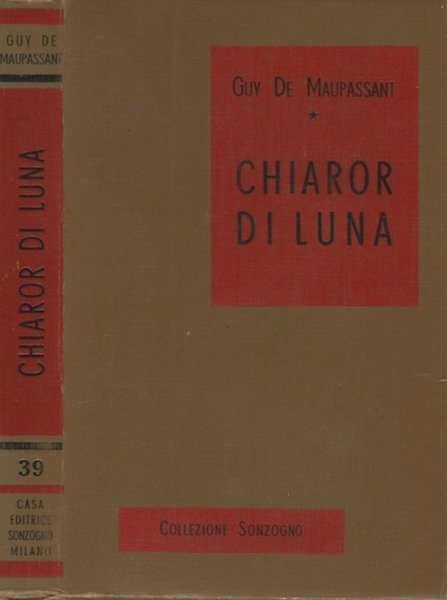 GUY DE
MAUPASSANT
CHIAROR DI LUNA
39
CASA
EDITRICE
SONZOGNO
MILANO
GUY DE MAUPASSANT
*
CHIAROR
DI LUNA
COLLEZIONE SONZOGNO